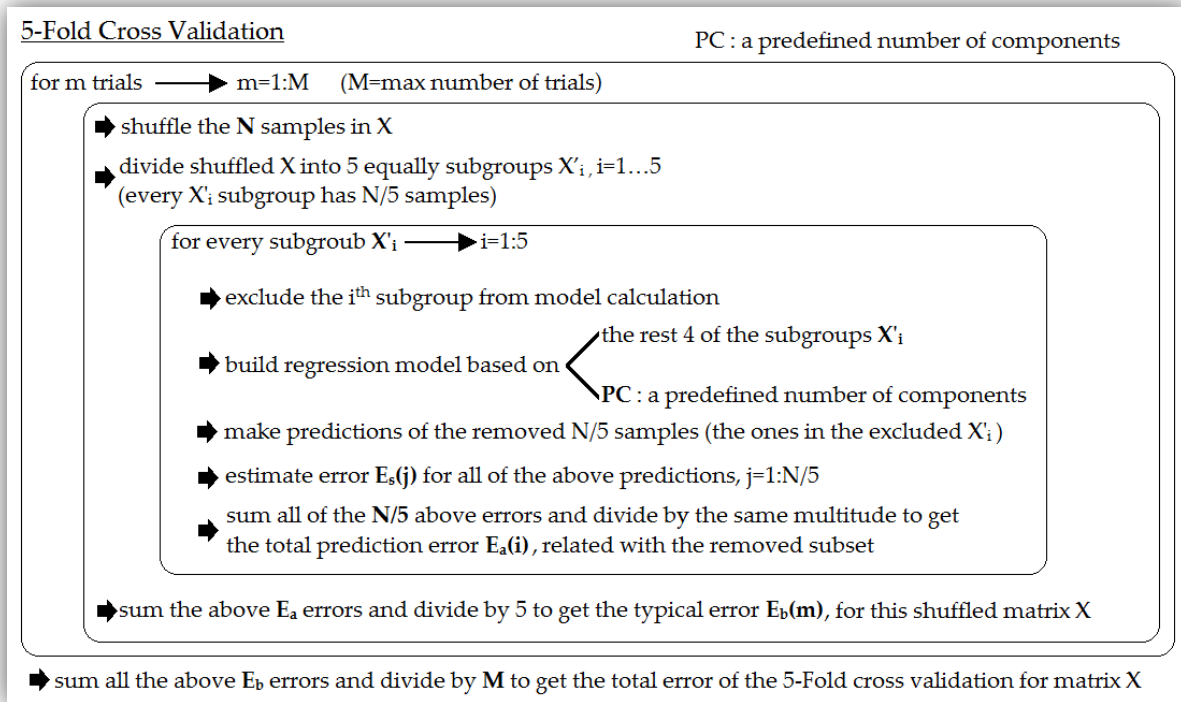 5-Fold Cross Validation
PC : a predefined number of components
for m trials ⟶ m=1:M (M=max number of trials)
shuffle the N samples in X
divide shuffled X into 5 equally subgroups X'ᵢ, i=1…5
(every X'ᵢ subgroup has N/5 samples)
for every subgroub X'ᵢ ⟶ i=1:5
exclude the iᵗʰ subgroup from model calculation
the rest 4 of the subgroups X'ᵢ
build regression model based on
PC : a predefined number of components
make predictions of the removed N/5 samples (the ones in the excluded X'ᵢ)
estimate error Eₛ(j) for all of the above predictions, j=1:N/5
sum all of the N/5 above errors and divide by the same multitude to get
the total prediction error Eₐ(i), related with the removed subset
sum the above Eₐ errors and divide by 5 to get the typical error E_b(m), for this shuffled matrix X
sum all the above E_b errors and divide by M to get the total error of the 5-Fold cross validation for matrix X